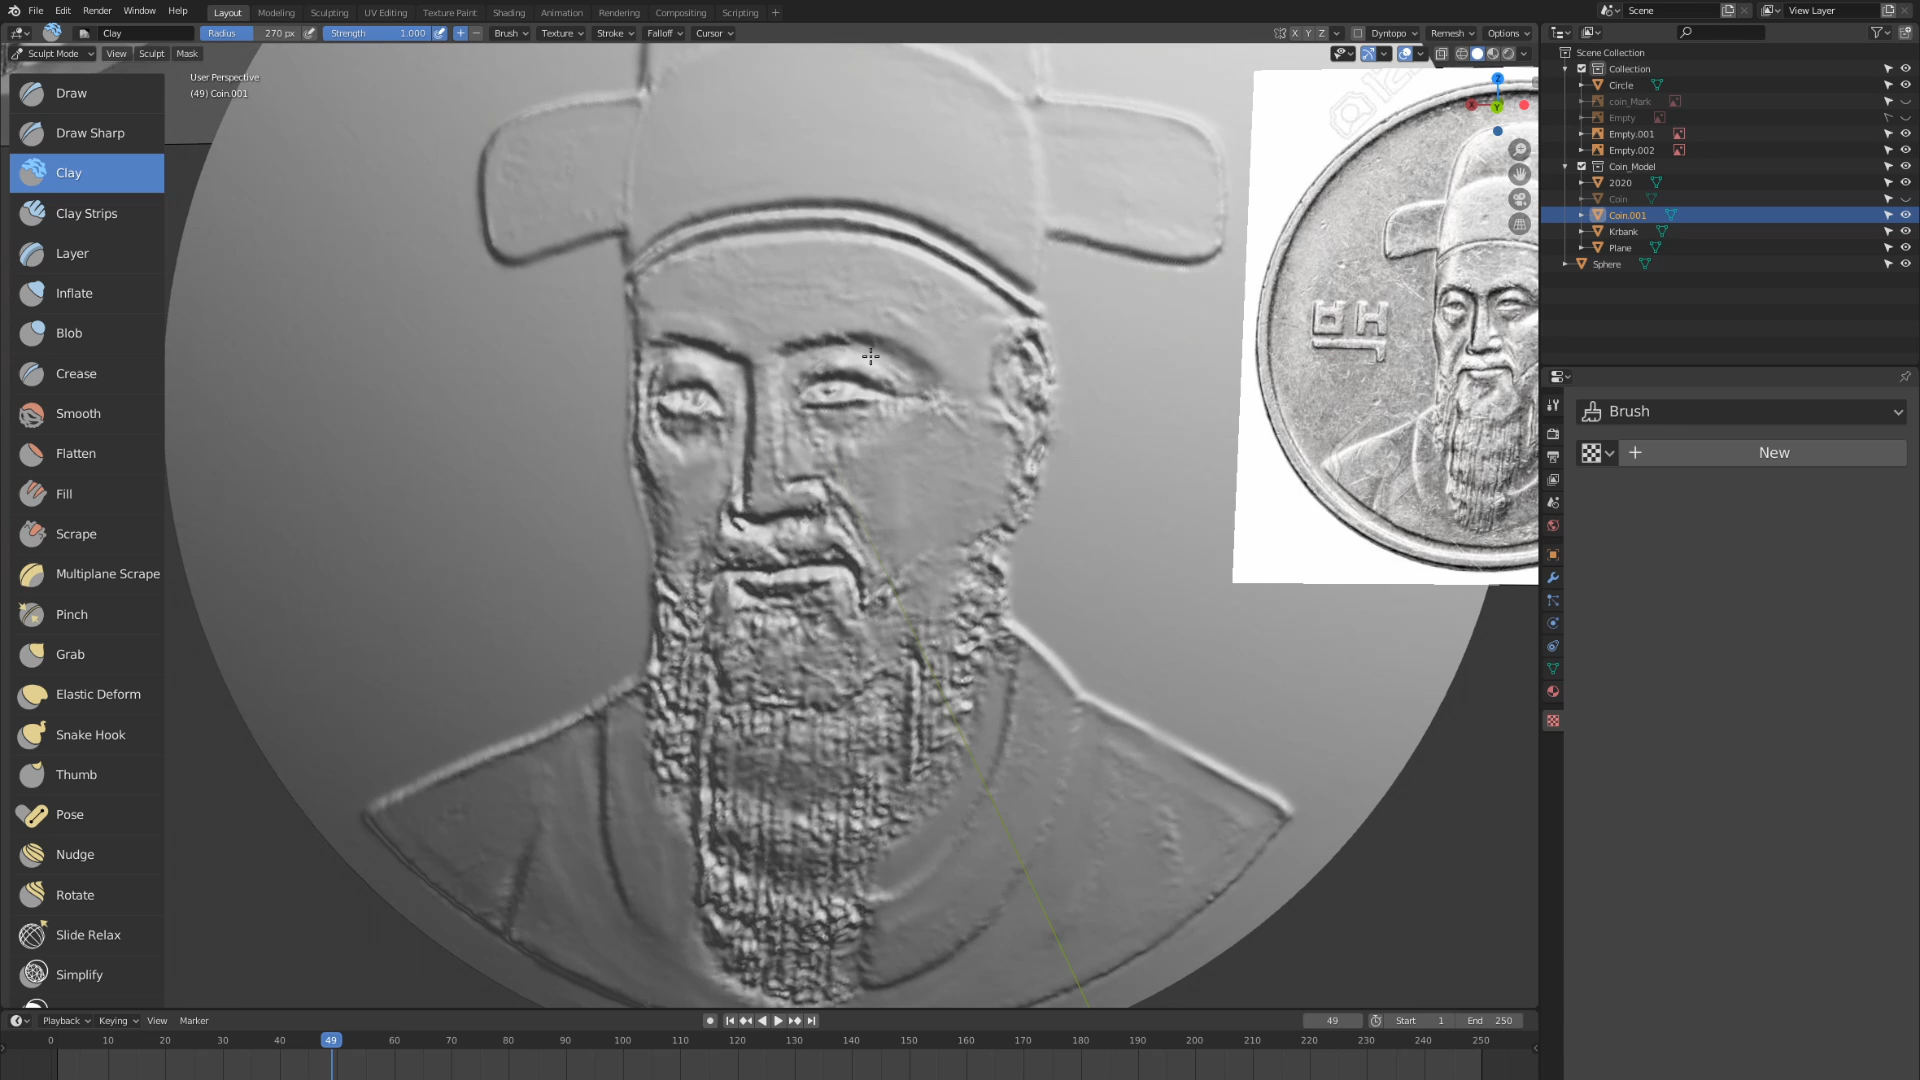 File Edit Render Window Help Layout Modeling Sculpting UV Editing Texture Paint Shading Animation Rendering Compositing Scripting + Scene View Layer
Clay Radius 270 px Strength 1.000 + − Brush Texture Stroke Falloff Cursor X Y Z Dyntopo Remesh Options
Sculpt Mode View Sculpt Mask
User Perspective
(49) Coin.001
Draw
Draw Sharp
Clay
Clay Strips
Layer
Inflate
Blob
Crease
Smooth
Flatten
Fill
Scrape
Multiplane Scrape
Pinch
Grab
Elastic Deform
Snake Hook
Thumb
Pose
Nudge
Rotate
Slide Relax
Simplify
Z
X
Y
백
Scene Collection
Collection
Circle
coin_Mark
Empty
Empty.001
Empty.002
Coin_Model
2020
Coin
Coin.001
Krbank
Plane
Sphere
Brush
+ New
Playback Keying View Marker 49 Start 1 End 250
0 10 20 30 40 49 50 60 70 80 90 100 110 120 130 140 150 160 170 180 190 200 210 220 230 240 250